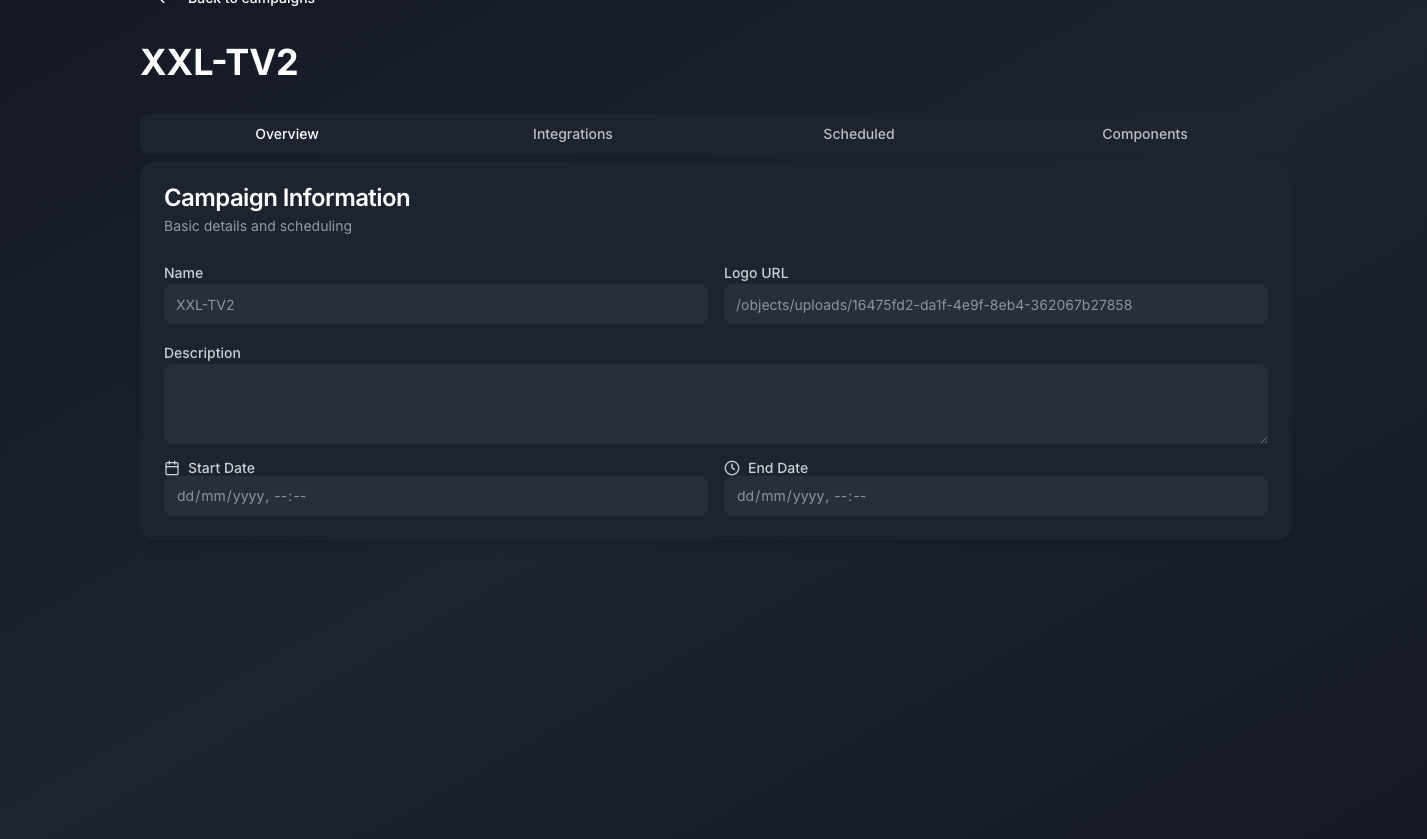 Back to campaigns
XXL-TV2
Overview Integrations Scheduled Components
Campaign Information
Basic details and scheduling
Name Logo URL
XXL-TV2 /objects/uploads/16475fd2-da1f-4e9f-8eb4-362067b27858
Description
Start Date End Date
dd/mm/yyyy, --:-- dd/mm/yyyy, --:--